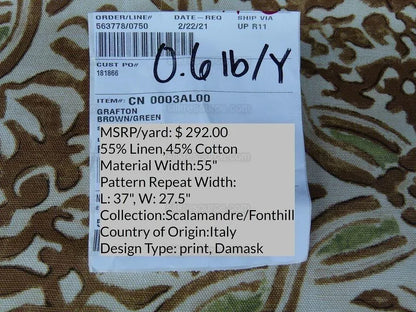 ORDER/LINE# DATE—REQ SHIP VIA
563778/0750 2/22/21 UP R11
CUST PO#
181866
0.6 lb/Y
ITEM#: CN 0003AL00
GRAFTON
BROWN/GREEN
MSRP/yard: $ 292.00
55% Linen,45% Cotton
Material Width:55"
Pattern Repeat Width:
L: 37", W: 27.5"
Collection:Scalamandre/Fonthill
Country of Origin:Italy
Design Type: print, Damask